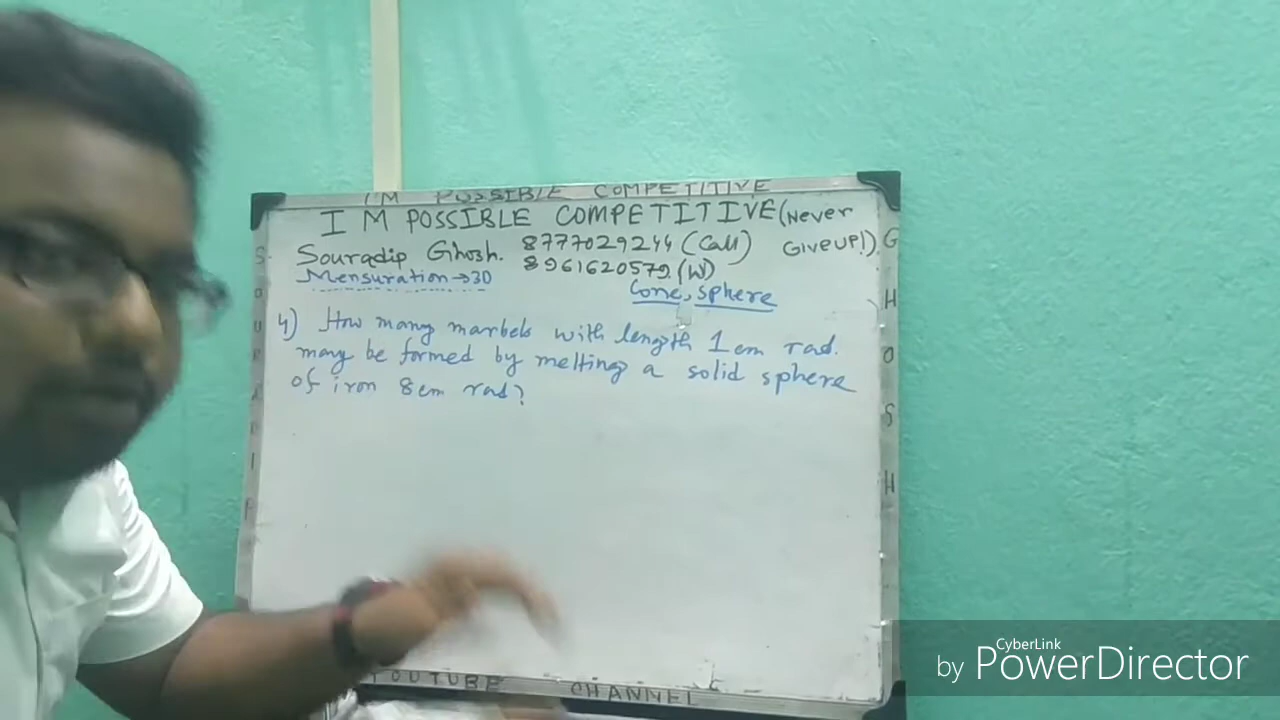 I'M POSSIBLE COMPETITIVE
I M POSSIBLE COMPETITIVE (Never
GIVEUP!).
Souradip Ghosh. 8777029244 (Call)
8961620579 (W)
Mensuration → 3D
Cone, sphere
4) How many marbels with length 1 cm rad.
may be formed by melting a solid sphere
of iron 8 cm rad?
S O U R A D I P
G H O S H
YOUTUBE CHANNEL
CyberLink
by PowerDirector